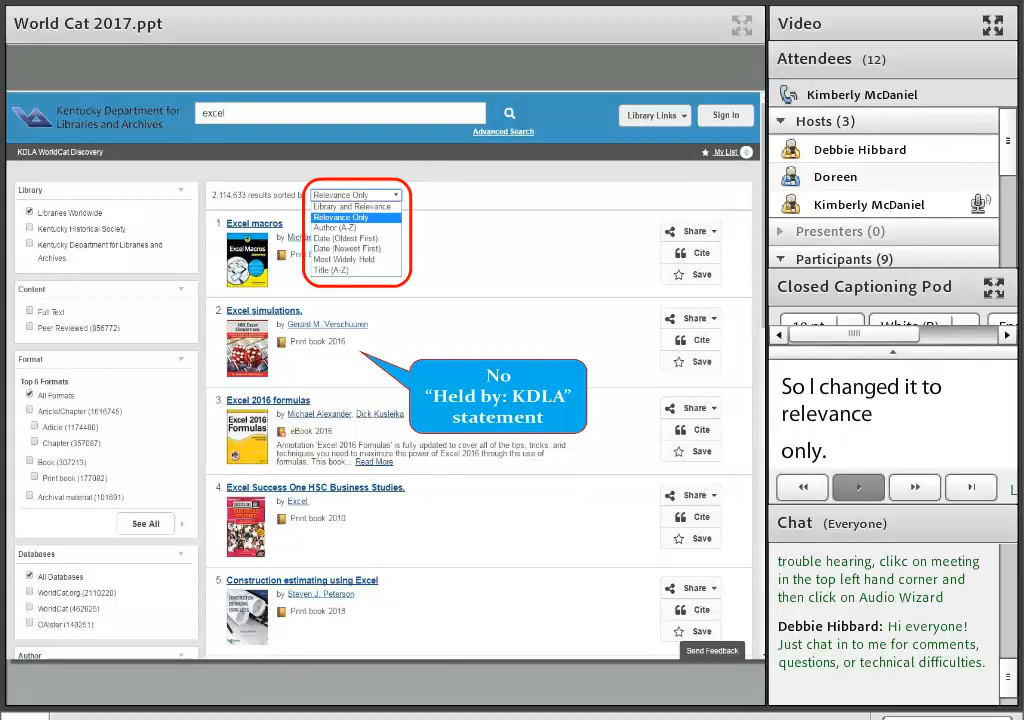 World Cat 2017.ppt
Kentucky Department for
Libraries and Archives
excel
Advanced Search
Library Links
Sign In
KDLA WorldCat Discovery
My List 0
Library
Libraries Worldwide
Kentucky Historical Society
Kentucky Department for Libraries and
Archives
Content
Full Text
Peer Reviewed (856772)
Format
Top 6 Formats
All Formats
Article/Chapter (1616745)
Article (1174400)
Chapter (357087)
Book (307213)
Print book (177982)
Archival material (101691)
See All
Databases
All Databases
WorldCat.org (2110220)
WorldCat (462625)
OAIster (140251)
Author
2,114,633 results sorted by
Relevance Only
Library and Relevance
Relevance Only
Author (A-Z)
Date (Oldest First)
Date (Newest First)
Most Widely Held
Title (A-Z)
1. Excel macros
by
Excel Macros
Share
Cite
Save
2. Excel simulations.
by Gerard M. Verschuuren
Print book 2016
Share
Cite
Save
No
“Held by: KDLA”
statement
3. Excel 2016 formulas
by Michael Alexander, Dick Kusleika
eBook 2016
Annotation 'Excel 2016 Formulas' is fully updated to cover all of the tips, tricks, and
techniques you need to maximize the power of Excel 2016 through the use of
formulas. This book... Read More
Excel 2016
Formulas
Share
Cite
Save
4. Excel Success One HSC Business Studies.
by Excel.
Print book 2010
Share
Cite
Save
5. Construction estimating using Excel
by Steven J. Peterson
Print book 2018
Share
Cite
Save
Send Feedback
Video
Attendees (12)
Kimberly McDaniel
Hosts (3)
Debbie Hibbard
Doreen
Kimberly McDaniel
Presenters (0)
Participants (9)
Closed Captioning Pod
So I changed it to
relevance
only.
Chat (Everyone)
trouble hearing, clikc on meeting
in the top left hand corner and
then click on Audio Wizard
Debbie Hibbard: Hi everyone!
Just chat in to me for comments,
questions, or technical difficulties.